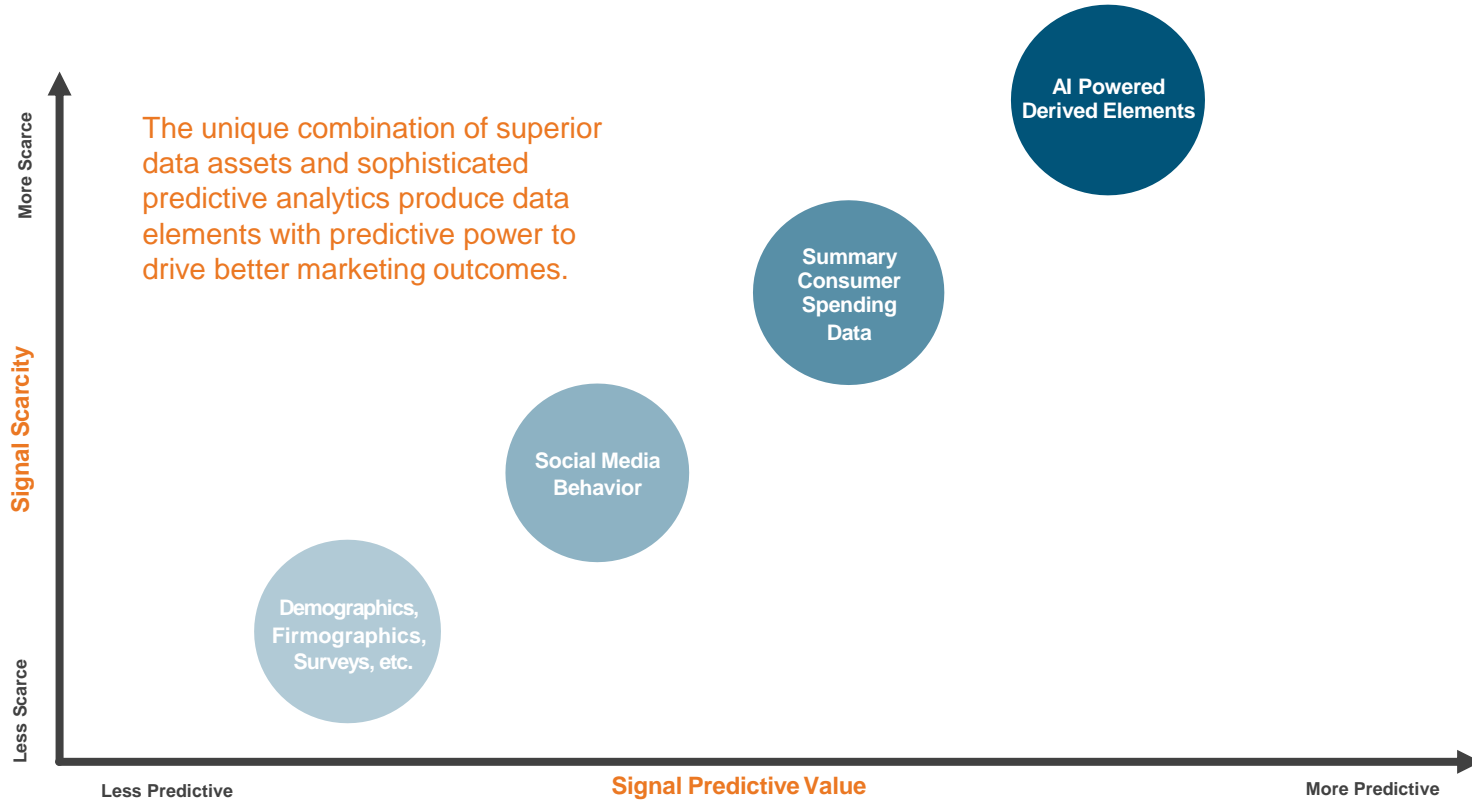 AI Powered
Derived Elements
More Scarce
The unique combination of superior
data assets and sophisticated
predictive analytics produce data
elements with predictive power to
drive better marketing outcomes.
Summary
Consumer
Spending
Data
Signal Scarcity
Social Media
Behavior
Demographics,
Firmographics,
Surveys, etc.
Less Scarce
Less Predictive
Signal Predictive Value
More Predictive